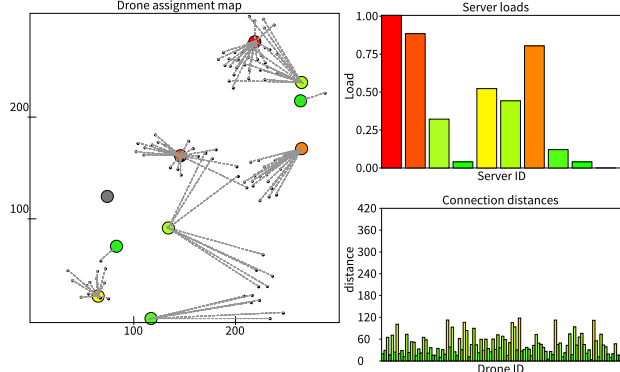 Drone assignment map
200
100
100
200
Server loads
Load
1.00
0.75
0.50
0.25
0.00
Server ID
Connection distances
distance
420
360
300
240
180
120
60
0
Drone ID